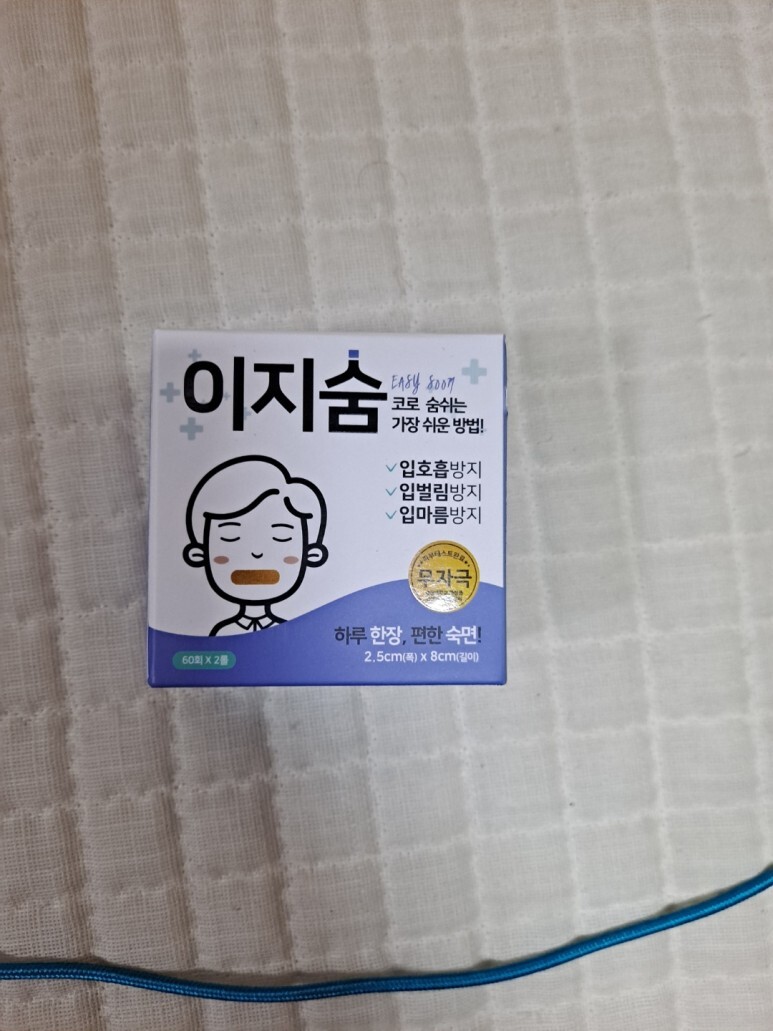 이지숨
EASY SOOM
코로 숨쉬는
가장 쉬운 방법!
입호흡방지
입벌림방지
입마름방지
무자극
하루 한장, 편한 숙면!
2.5cm(폭) x 8cm(길이)
60회 X 2롤